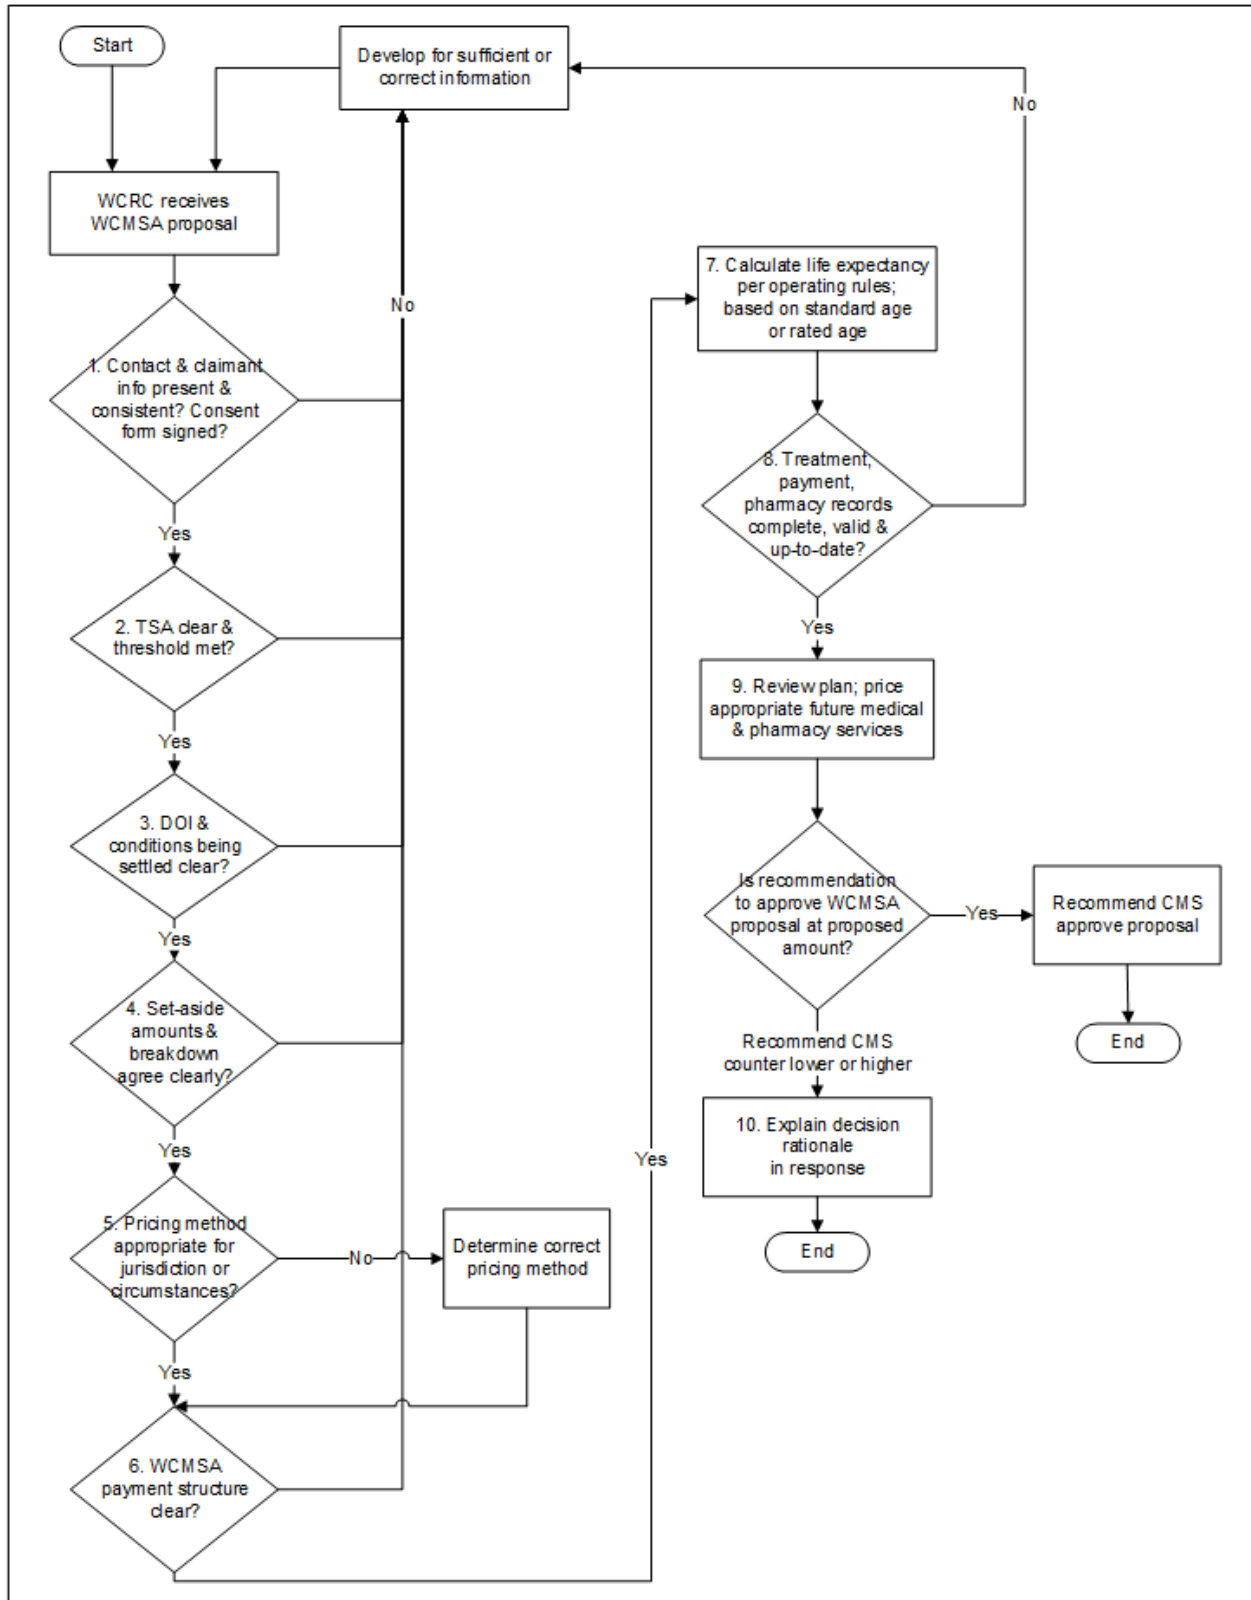 Start
Develop for sufficient or
correct information
No
WCRC receives
WCMSA proposal
No
1. Contact & claimant
info present &
consistent? Consent
form signed?
Yes
2. TSA clear &
threshold met?
Yes
3. DOI &
conditions being
settled clear?
Yes
4. Set-aside
amounts &
breakdown
agree clearly?
Yes
5. Pricing method
appropriate for
jurisdiction or
circumstances?
No
Determine correct
pricing method
Yes
6. WCMSA
payment structure
clear?
Yes
7. Calculate life expectancy
per operating rules;
based on standard age
or rated age
8. Treatment,
payment,
pharmacy records
complete, valid &
up-to-date?
Yes
9. Review plan; price
appropriate future medical
& pharmacy services
Is recommendation
to approve WCMSA
proposal at proposed
amount?
Yes
Recommend CMS
approve proposal
End
Recommend CMS
counter lower or higher
10. Explain decision
rationale
in response
End